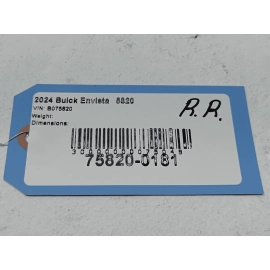 2024 Buick Envista 5820
VIN: B075820
Weight:
Dimensions:
R.R.
75820-0181